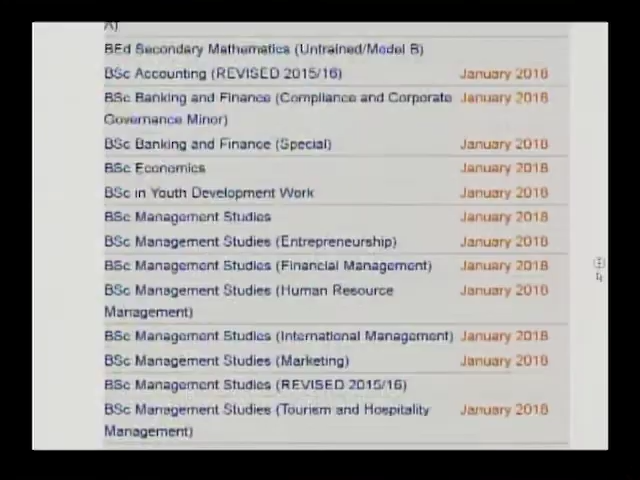 A)
BEd Secondary Mathematics (Untrained/Model B)
BSc Accounting (REVISED 2015/16) January 2018
BSc Banking and Finance (Compliance and Corporate January 2018
Governance Minor)
BSc Banking and Finance (Special) January 2018
BSc Economics January 2018
BSc in Youth Development Work January 2018
BSc Management Studies January 2018
BSc Management Studies (Entrepreneurship) January 2018
BSc Management Studies (Financial Management) January 2018
BSc Management Studies (Human Resource January 2018
Management)
BSc Management Studies (International Management) January 2018
BSc Management Studies (Marketing) January 2018
BSc Management Studies (REVISED 2015/16)
BSc Management Studies (Tourism and Hospitality January 2018
Management)